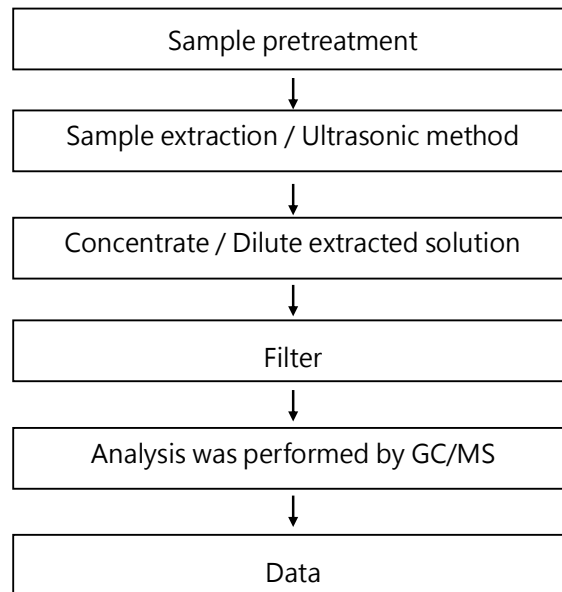 Sample pretreatment
Sample extraction / Ultrasonic method
Concentrate / Dilute extracted solution
Filter
Analysis was performed by GC/MS
Data